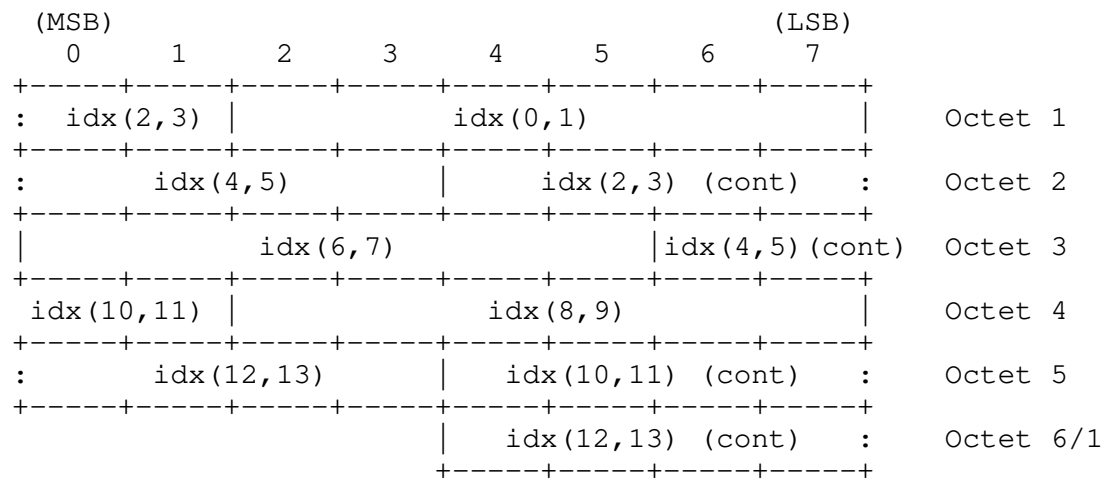 (MSB) (LSB)
0 1 2 3 4 5 6 7
+-----+-----+-----+-----+-----+-----+-----+-----+
: idx(2,3) | idx(0,1) | Octet 1
+-----+-----+-----+-----+-----+-----+-----+-----+
: idx(4,5) | idx(2,3) (cont) : Octet 2
+-----+-----+-----+-----+-----+-----+-----+-----+
| idx(6,7) |idx(4,5)(cont) Octet 3
+-----+-----+-----+-----+-----+-----+-----+-----+
idx(10,11) | idx(8,9) | Octet 4
+-----+-----+-----+-----+-----+-----+-----+-----+
: idx(12,13) | idx(10,11) (cont) : Octet 5
+-----+-----+-----+-----+-----+-----+-----+-----+
| idx(12,13) (cont) : Octet 6/1
+-----+-----+-----+-----+